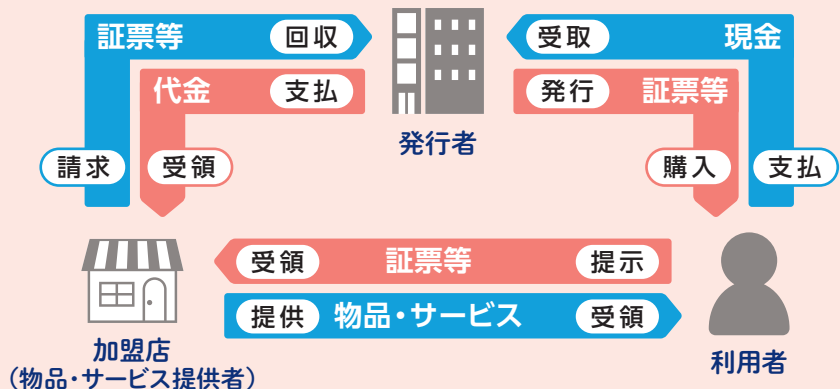 証票等 回収
受取 現金
代金 支払
発行 証票等
発行者
請求 受領
購入 支払
受領 証票等 提示
提供 物品・サービス 受領
加盟店
（物品・サービス提供者）
利用者